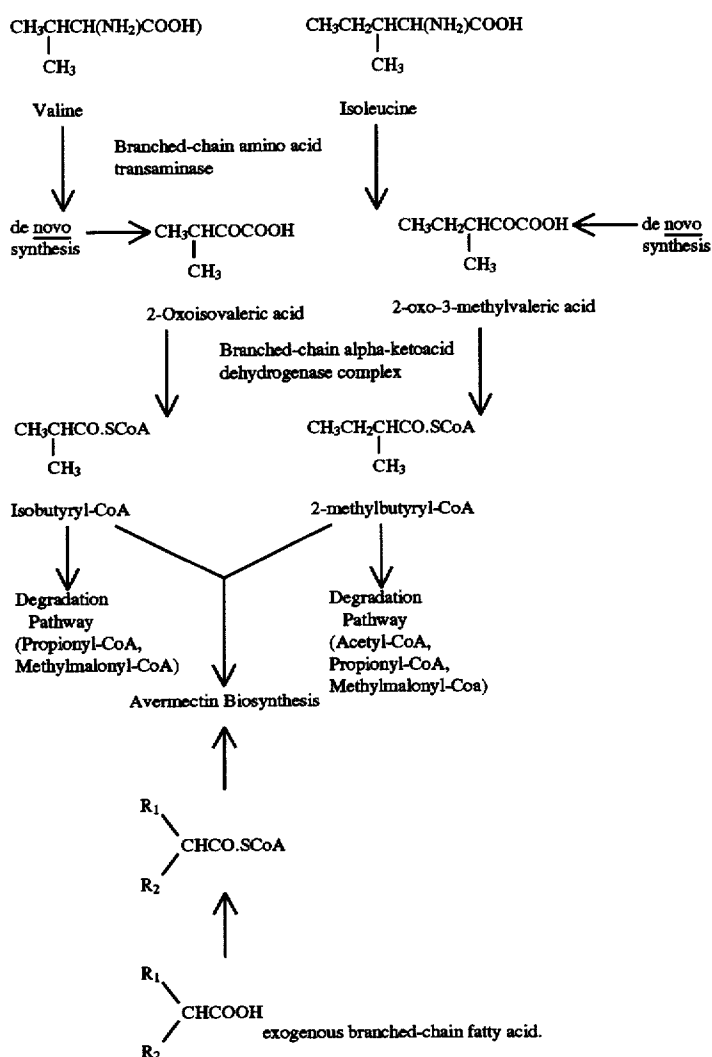 CH₃CHCH(NH₂)COOH)
CH₃
Valine
CH₃CH₂CHCH(NH₂)COOH
CH₃
Isoleucine
Branched-chain amino acid
transaminase
de novo
synthesis
CH₃CHCOCOOH
CH₃
2-Oxoisovaleric acid
CH₃CH₂CHCOCOOH
CH₃
2-oxo-3-methylvaleric acid
de novo
synthesis
Branched-chain alpha-ketoacid
dehydrogenase complex
CH₃CHCO.SCoA
CH₃
Isobutyryl-CoA
CH₃CH₂CHCO.SCoA
CH₃
2-methylbutyryl-CoA
Degradation
Pathway
(Propionyl-CoA,
Methylmalonyl-CoA)
Degradation
Pathway
(Acetyl-CoA,
Propionyl-CoA,
Methylmalonyl-Coa)
Avermectin Biosynthesis
R₁
CHCO.SCoA
R₂
R₁
CHCOOH
R₂
exogenous branched-chain fatty acid.